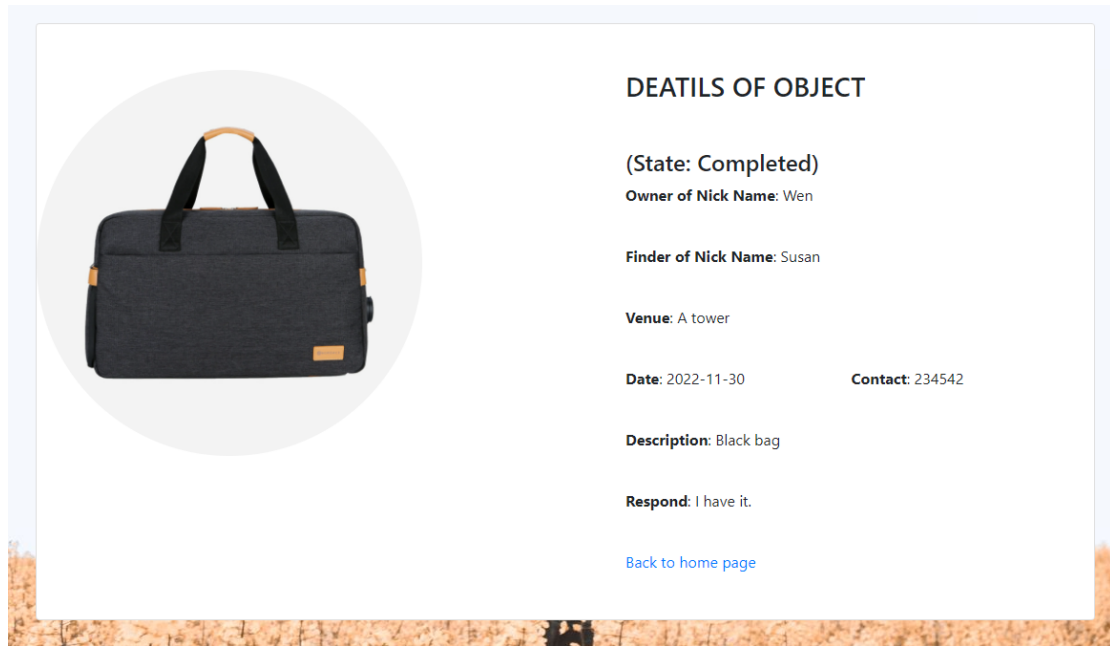 DEATILS OF OBJECT
(State: Completed)
Owner of Nick Name: Wen
Finder of Nick Name: Susan
Venue: A tower
Date: 2022-11-30 Contact: 234542
Description: Black bag
Respond: I have it.
Back to home page